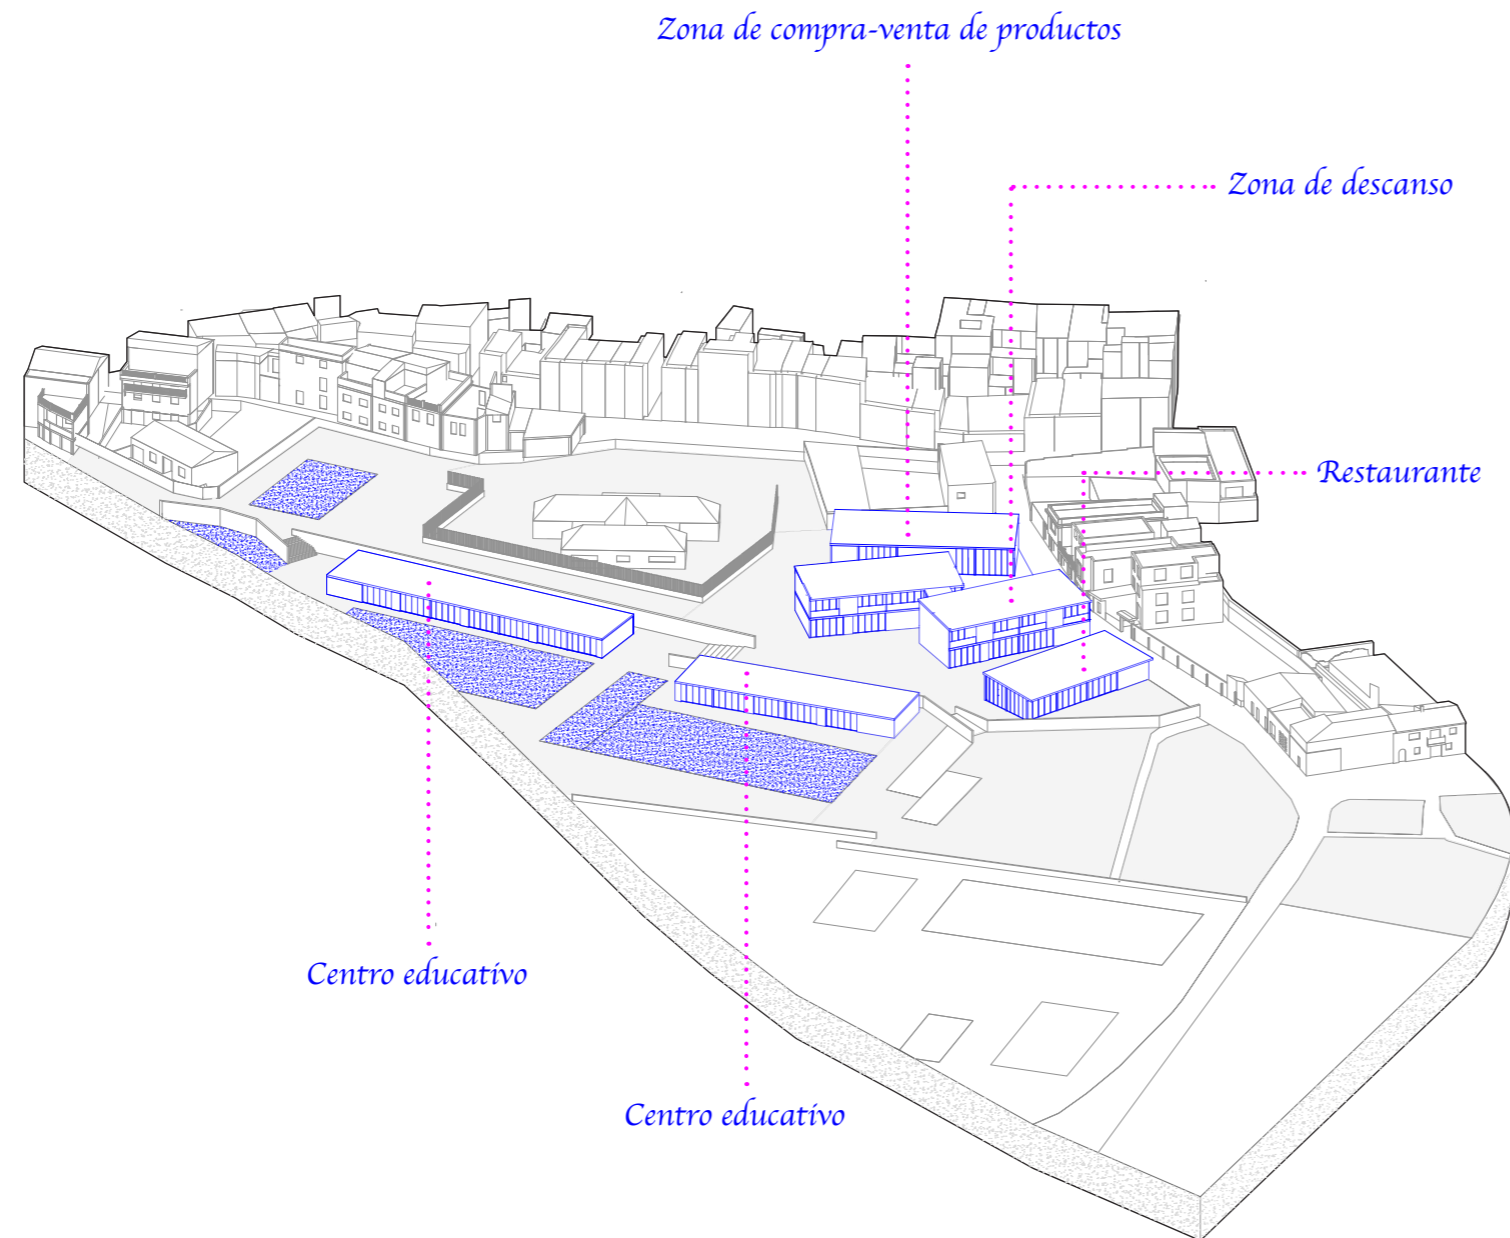 Zona de compra-venta de productos
Zona de descanso
Restaurante
Centro educativo
Centro educativo